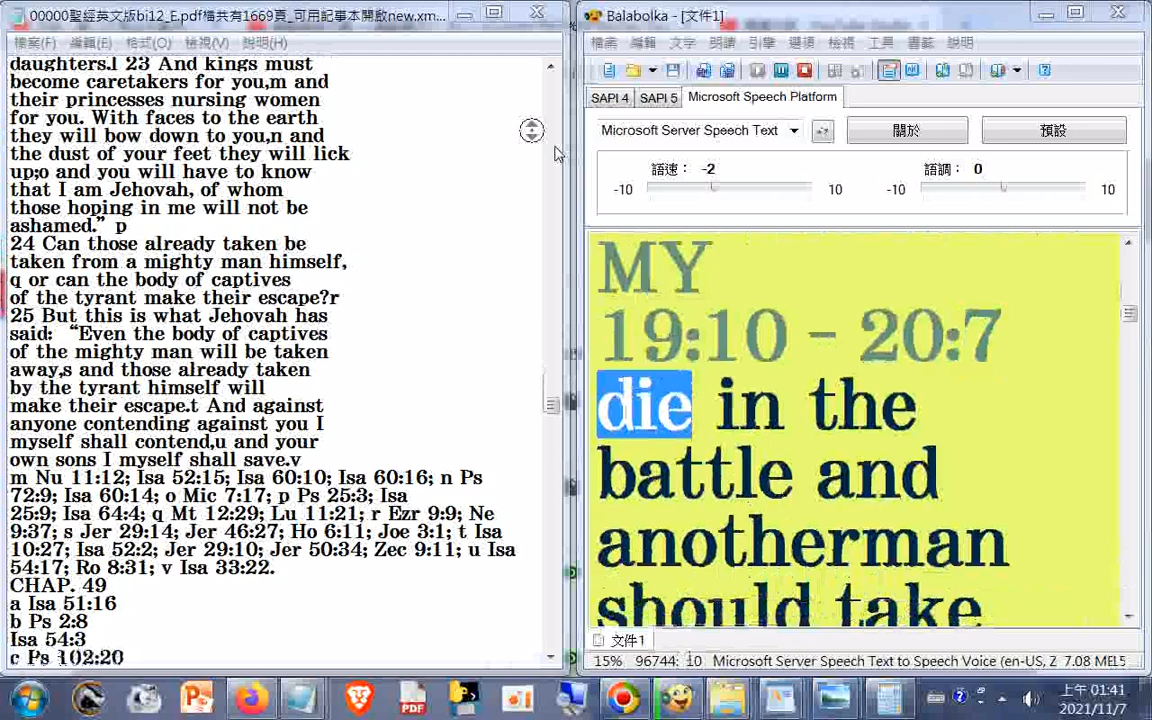 00000聖經英文版bi12_E.pdf檔共有1669頁_可用記事本開啟new.xm...
檔案(F) 編輯(E) 格式(O) 檢視(V) 說明(H)
daughters.l 23 And kings must
become caretakers for you,m and
their princesses nursing women
for you. With faces to the earth
they will bow down to you,n and
the dust of your feet they will lick
up;o and you will have to know
that I am Jehovah, of whom
those hoping in me will not be
ashamed.” p
24 Can those already taken be
taken from a mighty man himself,
q or can the body of captives
of the tyrant make their escape?r
25 But this is what Jehovah has
said: “Even the body of captives
of the mighty man will be taken
away,s and those already taken
by the tyrant himself will
make their escape.t And against
anyone contending against you I
myself shall contend,u and your
own sons I myself shall save.v
m Nu 11:12; Isa 52:15; Isa 60:10; Isa 60:16; n Ps
72:9; Isa 60:14; o Mic 7:17; p Ps 25:3; Isa
25:9; Isa 64:4; q Mt 12:29; Lu 11:21; r Ezr 9:9; Ne
9:37; s Jer 29:14; Jer 46:27; Ho 6:11; Joe 3:1; t Isa
10:27; Isa 52:2; Jer 29:10; Jer 50:34; Zec 9:11; u Isa
54:17; Ro 8:31; v Isa 33:22.
CHAP. 49
a Isa 51:16
b Ps 2:8
Isa 54:3
c Ps 102:20
Balabolka - [文件1]
檔案 編輯 文字 朗讀 引擎 選項 檢視 工具 書籤 說明
SAPI 4 SAPI 5 Microsoft Speech Platform
Microsoft Server Speech Text 關於 預設
語速: -2 語調: 0
-10 10 -10 10
MY
19:10 - 20:7
die in the
battle and
anotherman
should take
文件1
15% 96744: 10 Microsoft Server Speech Text to Speech Voice (en-US, Z 7.08 МБ
PDF
上午 01:41
2021/11/7